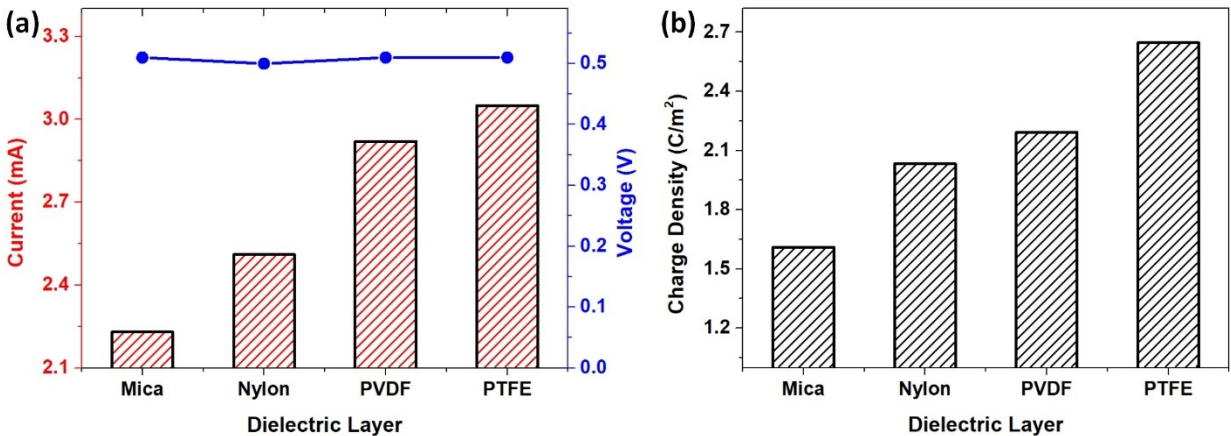 (a)
Current (mA)
3.3
3.0
2.7
2.4
2.1
Mica Nylon PVDF PTFE
Dielectric Layer
0.5
0.4
0.3
0.2
0.1
0.0
Voltage (V)
(b)
Charge Density (C/m²)
2.7
2.4
2.1
1.8
1.5
1.2
Mica Nylon PVDF PTFE
Dielectric Layer